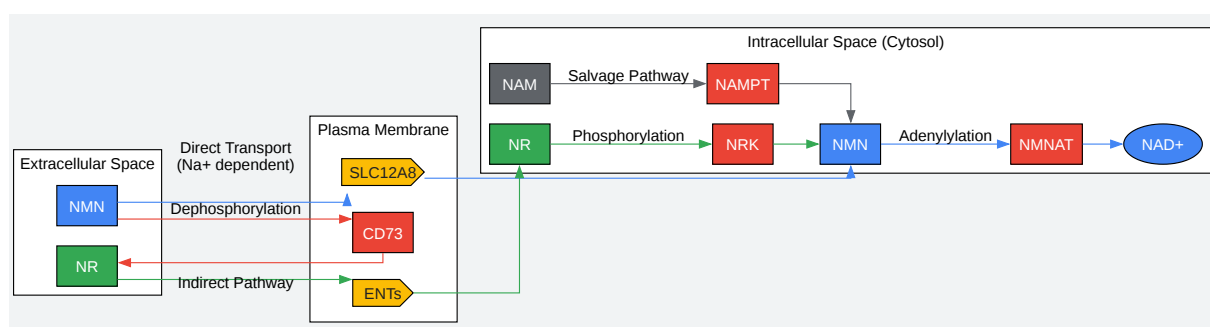 Intracellular Space (Cytosol)
NAM
Salvage Pathway
NAMPT
NR
Phosphorylation
NRK
NMN
Adenylylation
NMNAT
NAD+
Plasma Membrane
SLC12A8
CD73
ENTs
Direct Transport
(Na+ dependent)
Dephosphorylation
Indirect Pathway
Extracellular Space
NMN
NR